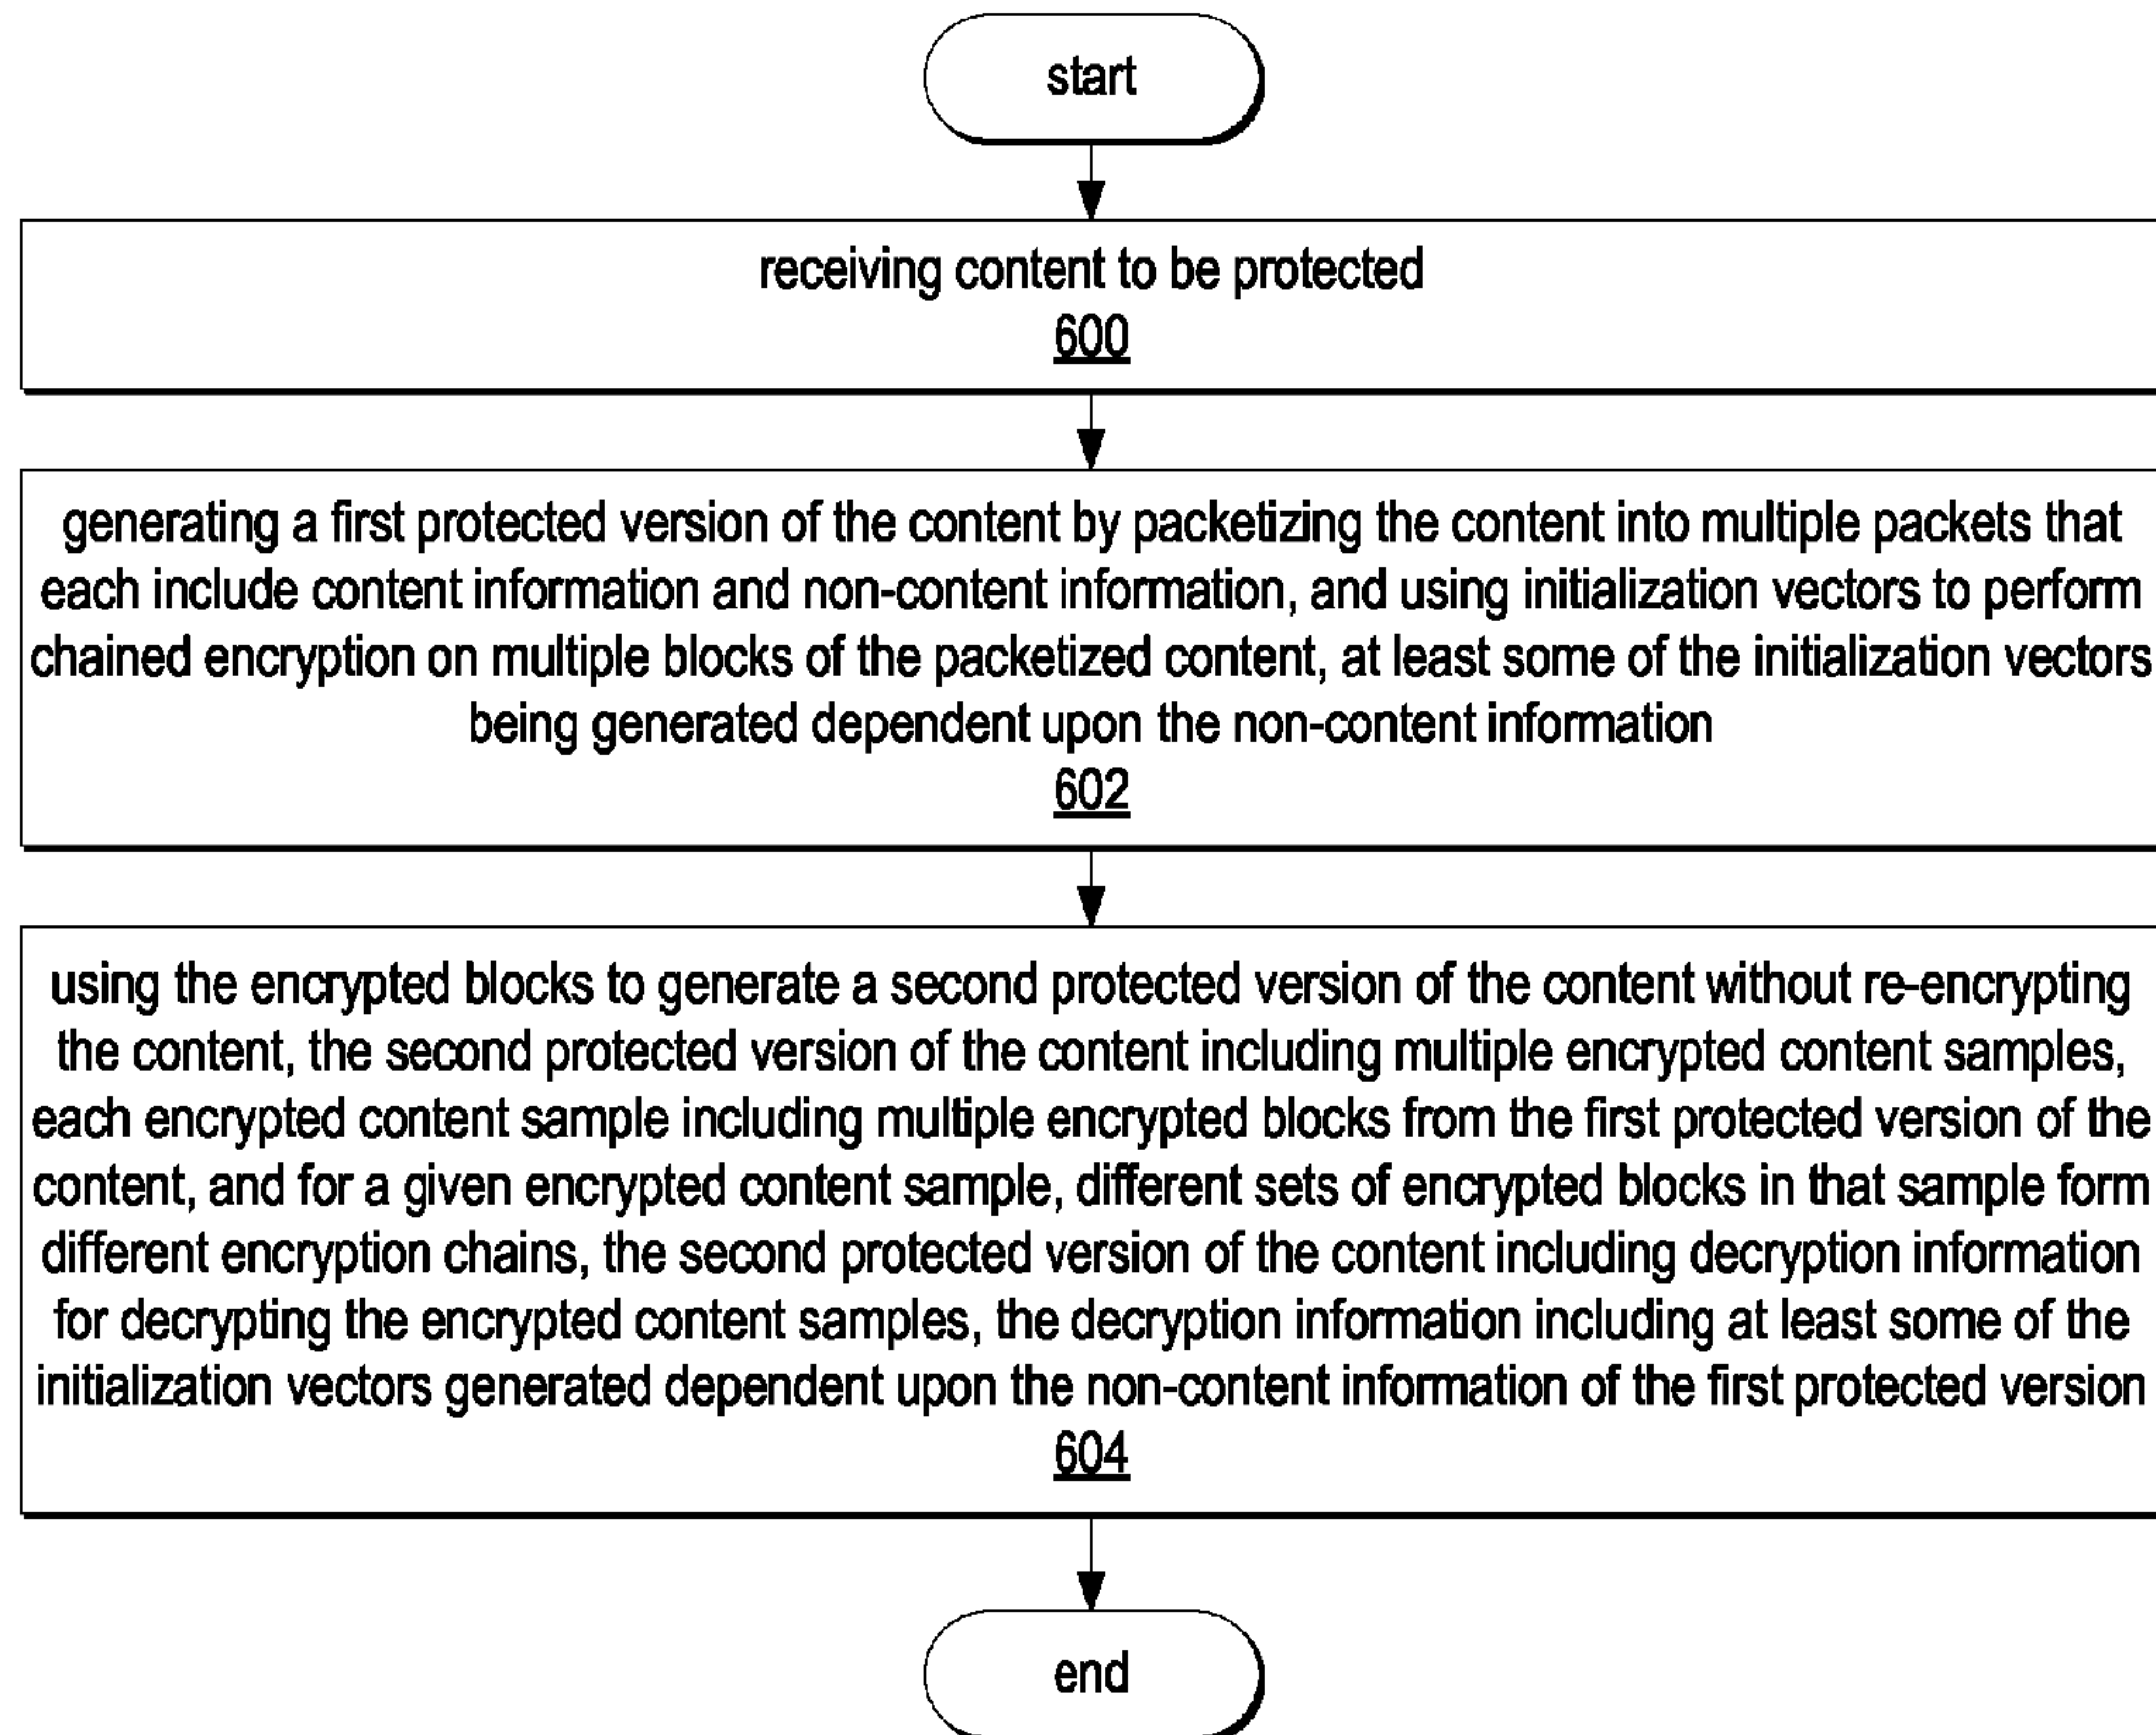 start
receiving content to be protected
600
generating a first protected version of the content by packetizing the content into multiple packets that
each include content information and non-content information, and using initialization vectors to perform
chained encryption on multiple blocks of the packetized content, at least some of the initialization vectors
being generated dependent upon the non-content information
602
using the encrypted blocks to generate a second protected version of the content without re-encrypting
the content, the second protected version of the content including multiple encrypted content samples,
each encrypted content sample including multiple encrypted blocks from the first protected version of the
content, and for a given encrypted content sample, different sets of encrypted blocks in that sample form
different encryption chains, the second protected version of the content including decryption information
for decrypting the encrypted content samples, the decryption information including at least some of the
initialization vectors generated dependent upon the non-content information of the first protected version
604
end